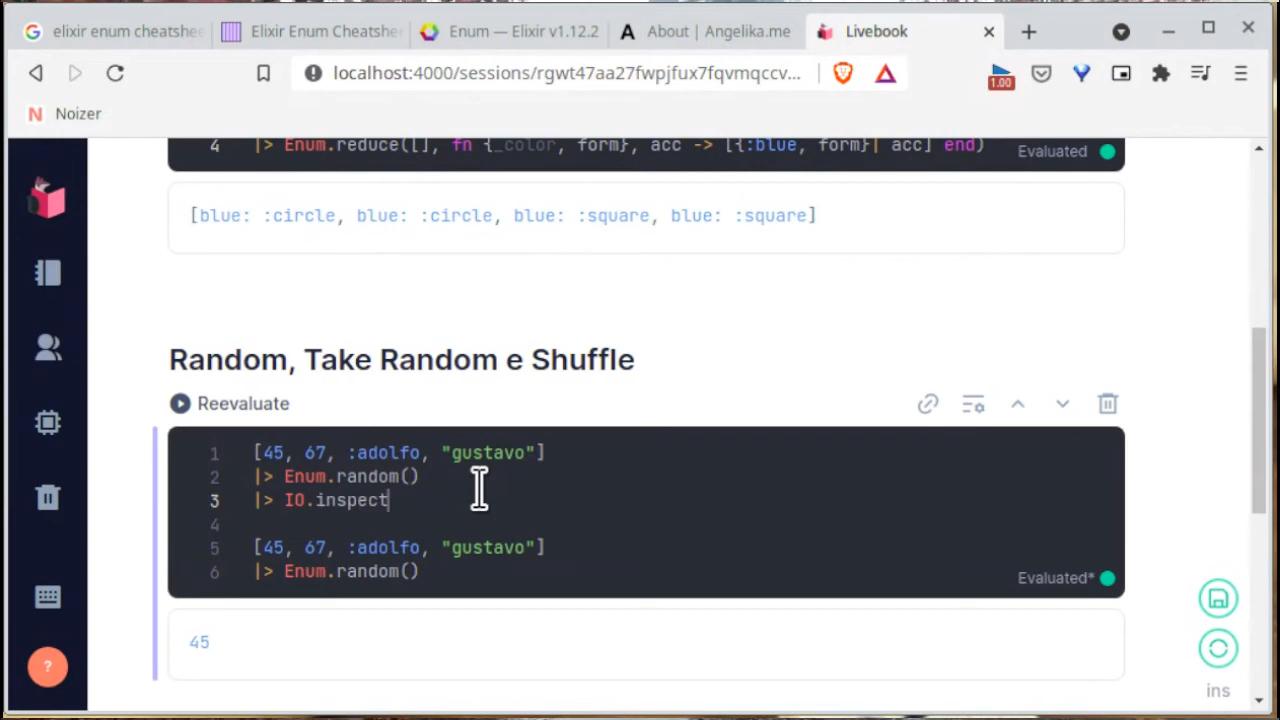 elixir enum cheatshee
Elixir Enum Cheatshe
Enum — Elixir v1.12.2
About | Angelika.me
Livebook
localhost:4000/sessions/rgwt47aa27fwpjfux7fqvmqccv...
1.00
Noizer
4 |> Enum.reduce([], fn {_color, form}, acc -> [{:blue, form}| acc] end)
Evaluated
[blue: :circle, blue: :circle, blue: :square, blue: :square]
Random, Take Random e Shuffle
Reevaluate
1 [45, 67, :adolfo, "gustavo"]
2 |> Enum.random()
3 |> IO.inspect
4
5 [45, 67, :adolfo, "gustavo"]
6 |> Enum.random()
Evaluated*
45
?
ins